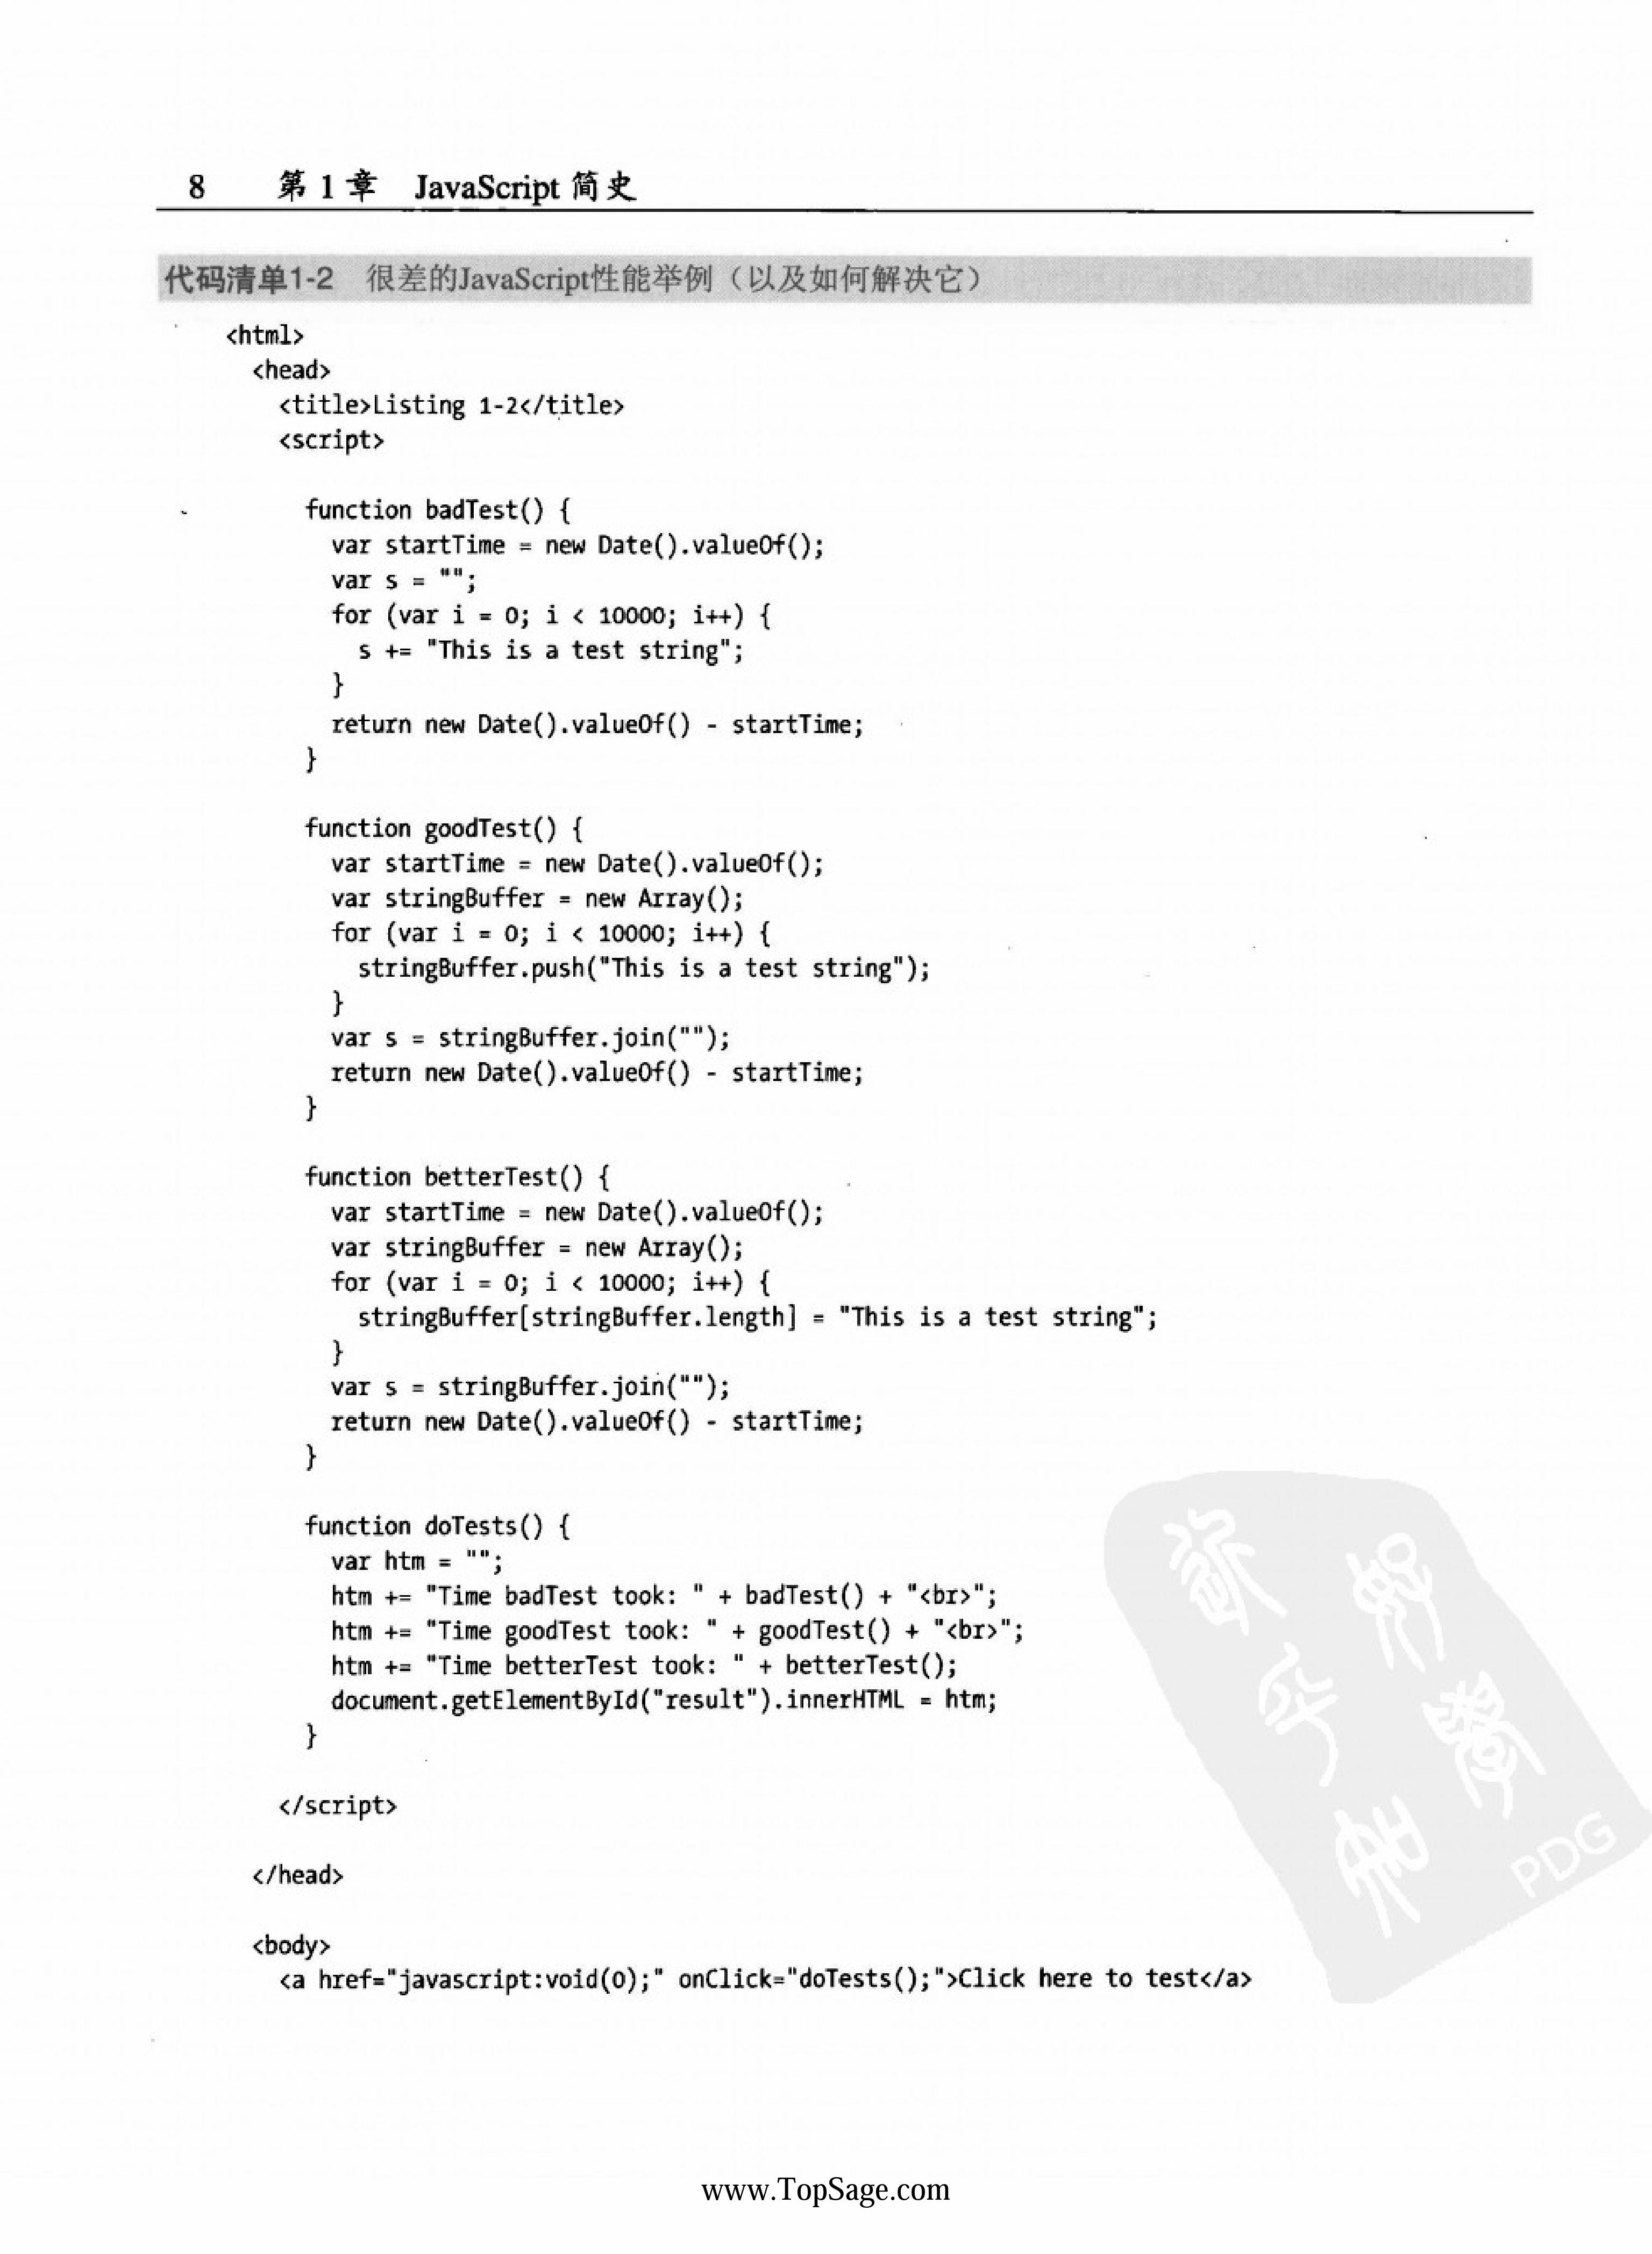 8 第1章 JavaScript 简史
代码清单1-2 很差的JavaScript性能举例（以及如何解决它）
<html>
  <head>
    <title>Listing 1-2</title>
    <script>
      function badTest() {
        var startTime = new Date().valueOf();
        var s = "";
        for (var i = 0; i < 10000; i++) {
          s += "This is a test string";
        }
        return new Date().valueOf() - startTime;
      }
      function goodTest() {
        var startTime = new Date().valueOf();
        var stringBuffer = new Array();
        for (var i = 0; i < 10000; i++) {
          stringBuffer.push("This is a test string");
        }
        var s = stringBuffer.join("");
        return new Date().valueOf() - startTime;
      }
      function betterTest() {
        var startTime = new Date().valueOf();
        var stringBuffer = new Array();
        for (var i = 0; i < 10000; i++) {
          stringBuffer[stringBuffer.length] = "This is a test string";
        }
        var s = stringBuffer.join("");
        return new Date().valueOf() - startTime;
      }
      function doTests() {
        var htm = "";
        htm += "Time badTest took: " + badTest() + "<br>";
        htm += "Time goodTest took: " + goodTest() + "<br>";
        htm += "Time betterTest took: " + betterTest();
        document.getElementById("result").innerHTML = htm;
      }
    </script>
  </head>
  <body>
    <a href="javascript:void(0);" onClick="doTests();">Click here to test</a>
PDG
www.TopSage.com